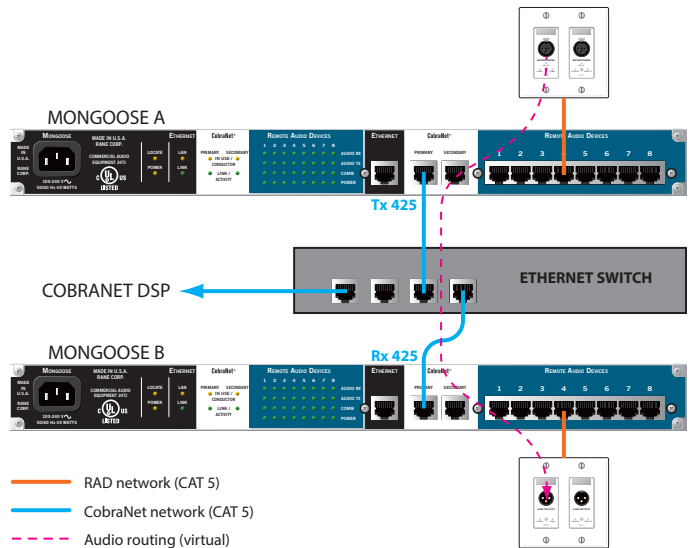 MONGOOSE A
MONGOOSE
MADE IN U.S.A.
RANE CORP.
COMMERCIAL AUDIO
EQUIPMENT 24TJ
MADE
IN
U.S.A.
RANE
CORP.
100-240 V
50/60 Hz 40 WATTS
C UL US
LISTED
LOCATE
POWER
ETHERNET
LAN
LINK
CobraNet®
PRIMARY SECONDARY
IN USE /
CONDUCTOR
LINK /
ACTIVITY
REMOTE AUDIO DEVICES
1 2 3 4 5 6 7 8
AUDIO RX
AUDIO TX
COMM
POWER
ETHERNET
CobraNet®
PRIMARY SECONDARY
REMOTE AUDIO DEVICES
1 2 3 4 5 6 7 8
Tx 425
ETHERNET SWITCH
COBRANET DSP
Rx 425
MONGOOSE B
MONGOOSE
MADE IN U.S.A.
RANE CORP.
COMMERCIAL AUDIO
EQUIPMENT 24TJ
MADE
IN
U.S.A.
RANE
CORP.
100-240 V
50/60 Hz 40 WATTS
C UL US
LISTED
LOCATE
POWER
ETHERNET
LAN
LINK
CobraNet®
PRIMARY SECONDARY
IN USE /
CONDUCTOR
LINK /
ACTIVITY
REMOTE AUDIO DEVICES
1 2 3 4 5 6 7 8
AUDIO RX
AUDIO TX
COMM
POWER
ETHERNET
CobraNet®
PRIMARY SECONDARY
REMOTE AUDIO DEVICES
1 2 3 4 5 6 7 8
RAD network (CAT 5)
CobraNet network (CAT 5)
Audio routing (virtual)